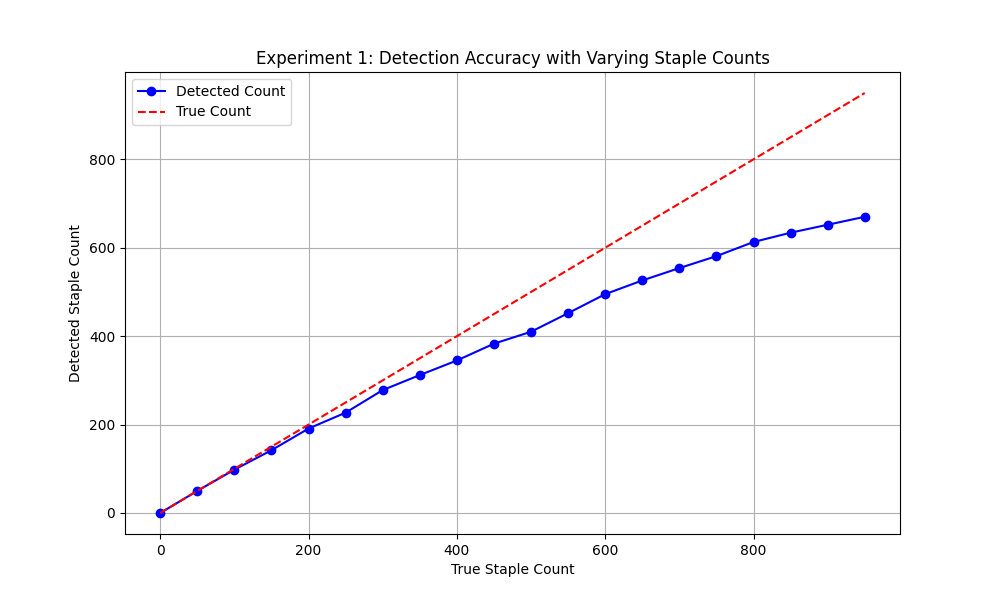 Experiment 1: Detection Accuracy with Varying Staple Counts
Detected Count
True Count
800
600
400
200
0
Detected Staple Count
0 200 400 600 800
True Staple Count